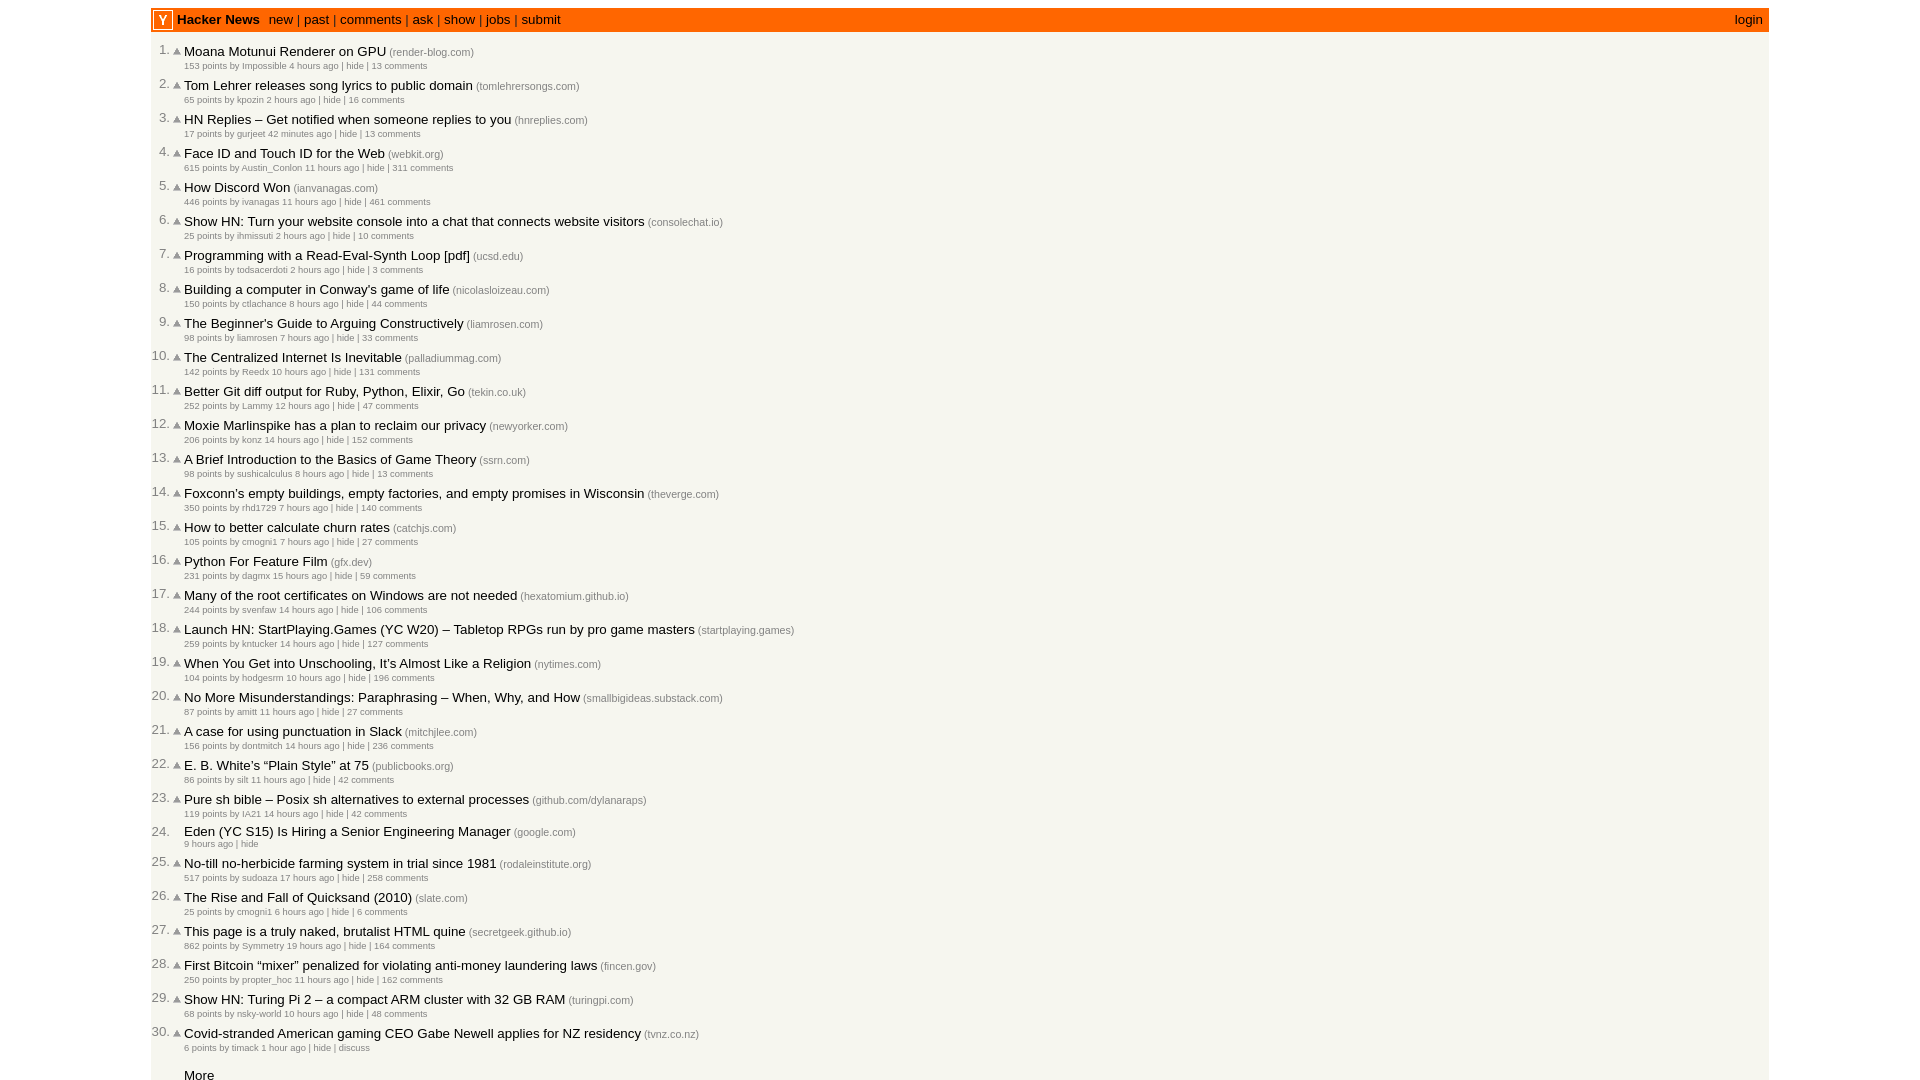 Y Hacker News new | past | comments | ask | show | jobs | submit login
1. Moana Motunui Renderer on GPU (render-blog.com)
153 points by Impossible 4 hours ago | hide | 13 comments
2. Tom Lehrer releases song lyrics to public domain (tomlehrersongs.com)
65 points by kpozin 2 hours ago | hide | 16 comments
3. HN Replies – Get notified when someone replies to you (hnreplies.com)
17 points by gurjeet 42 minutes ago | hide | 13 comments
4. Face ID and Touch ID for the Web (webkit.org)
615 points by Austin_Conlon 11 hours ago | hide | 311 comments
5. How Discord Won (ianvanagas.com)
446 points by ivanagas 11 hours ago | hide | 461 comments
6. Show HN: Turn your website console into a chat that connects website visitors (consolechat.io)
25 points by ihmissuti 2 hours ago | hide | 10 comments
7. Programming with a Read-Eval-Synth Loop [pdf] (ucsd.edu)
16 points by todsacerdoti 2 hours ago | hide | 3 comments
8. Building a computer in Conway's game of life (nicolasloizeau.com)
150 points by ctlachance 8 hours ago | hide | 44 comments
9. The Beginner's Guide to Arguing Constructively (liamrosen.com)
98 points by liamrosen 7 hours ago | hide | 33 comments
10. The Centralized Internet Is Inevitable (palladiummag.com)
142 points by Reedx 10 hours ago | hide | 131 comments
11. Better Git diff output for Ruby, Python, Elixir, Go (tekin.co.uk)
252 points by Lammy 12 hours ago | hide | 47 comments
12. Moxie Marlinspike has a plan to reclaim our privacy (newyorker.com)
206 points by konz 14 hours ago | hide | 152 comments
13. A Brief Introduction to the Basics of Game Theory (ssrn.com)
98 points by sushicalculus 8 hours ago | hide | 13 comments
14. Foxconn's empty buildings, empty factories, and empty promises in Wisconsin (theverge.com)
350 points by rhd1729 7 hours ago | hide | 140 comments
15. How to better calculate churn rates (catchjs.com)
105 points by cmogni1 7 hours ago | hide | 27 comments
16. Python For Feature Film (gfx.dev)
231 points by dagmx 15 hours ago | hide | 59 comments
17. Many of the root certificates on Windows are not needed (hexatomium.github.io)
244 points by svenfaw 14 hours ago | hide | 106 comments
18. Launch HN: StartPlaying.Games (YC W20) – Tabletop RPGs run by pro game masters (startplaying.games)
259 points by kntucker 14 hours ago | hide | 127 comments
19. When You Get into Unschooling, It’s Almost Like a Religion (nytimes.com)
104 points by hodgesrm 10 hours ago | hide | 196 comments
20. No More Misunderstandings: Paraphrasing – When, Why, and How (smallbigideas.substack.com)
87 points by amitt 11 hours ago | hide | 27 comments
21. A case for using punctuation in Slack (mitchjlee.com)
156 points by dontmitch 14 hours ago | hide | 236 comments
22. E. B. White’s “Plain Style” at 75 (publicbooks.org)
86 points by silt 11 hours ago | hide | 42 comments
23. Pure sh bible – Posix sh alternatives to external processes (github.com/dylanaraps)
119 points by IA21 14 hours ago | hide | 42 comments
24. Eden (YC S15) Is Hiring a Senior Engineering Manager (google.com)
9 hours ago | hide
25. No-till no-herbicide farming system in trial since 1981 (rodaleinstitute.org)
517 points by sudoaza 17 hours ago | hide | 258 comments
26. The Rise and Fall of Quicksand (2010) (slate.com)
25 points by cmogni1 6 hours ago | hide | 6 comments
27. This page is a truly naked, brutalist HTML quine (secretgeek.github.io)
862 points by Symmetry 19 hours ago | hide | 164 comments
28. First Bitcoin “mixer” penalized for violating anti-money laundering laws (fincen.gov)
250 points by propter_hoc 11 hours ago | hide | 162 comments
29. Show HN: Turing Pi 2 – a compact ARM cluster with 32 GB RAM (turingpi.com)
68 points by nsky-world 10 hours ago | hide | 48 comments
30. Covid-stranded American gaming CEO Gabe Newell applies for NZ residency (tvnz.co.nz)
6 points by timack 1 hour ago | hide | discuss
More